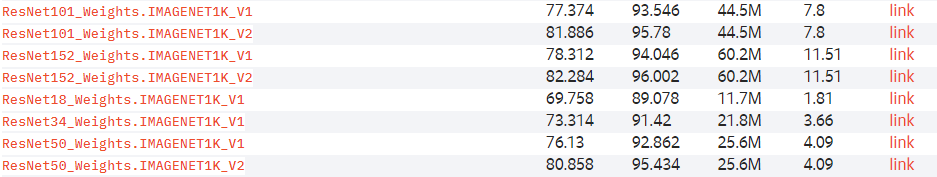 ResNet101_Weights.IMAGENET1K_V1 77.374 93.546 44.5M 7.8 link
ResNet101_Weights.IMAGENET1K_V2 81.886 95.78 44.5M 7.8 link
ResNet152_Weights.IMAGENET1K_V1 78.312 94.046 60.2M 11.51 link
ResNet152_Weights.IMAGENET1K_V2 82.284 96.002 60.2M 11.51 link
ResNet18_Weights.IMAGENET1K_V1 69.758 89.078 11.7M 1.81 link
ResNet34_Weights.IMAGENET1K_V1 73.314 91.42 21.8M 3.66 link
ResNet50_Weights.IMAGENET1K_V1 76.13 92.862 25.6M 4.09 link
ResNet50_Weights.IMAGENET1K_V2 80.858 95.434 25.6M 4.09 link